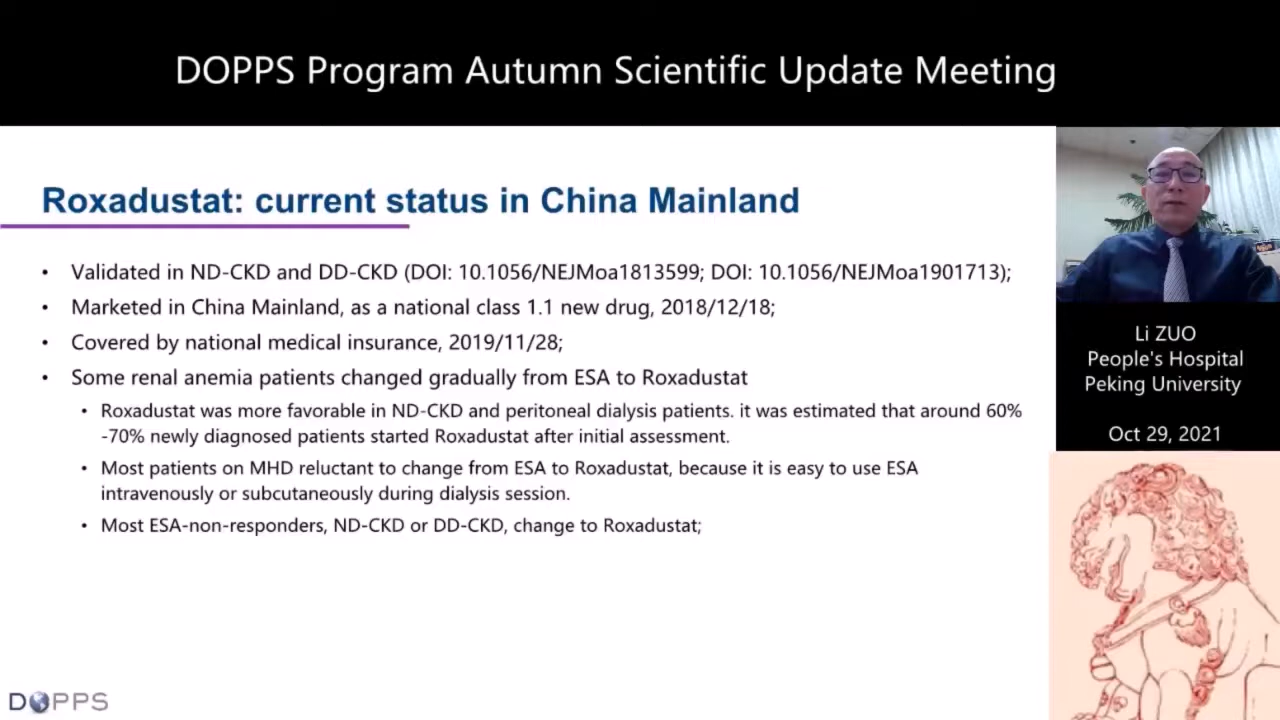 DOPPS Program Autumn Scientific Update Meeting
Roxadustat: current status in China Mainland
• Validated in ND-CKD and DD-CKD (DOI: 10.1056/NEJMoa1813599; DOI: 10.1056/NEJMoa1901713);
• Marketed in China Mainland, as a national class 1.1 new drug, 2018/12/18;
• Covered by national medical insurance, 2019/11/28;
• Some renal anemia patients changed gradually from ESA to Roxadustat
• Roxadustat was more favorable in ND-CKD and peritoneal dialysis patients. it was estimated that around 60%
-70% newly diagnosed patients started Roxadustat after initial assessment.
• Most patients on MHD reluctant to change from ESA to Roxadustat, because it is easy to use ESA
intravenously or subcutaneously during dialysis session.
• Most ESA-non-responders, ND-CKD or DD-CKD, change to Roxadustat;
Li ZUO
People's Hospital
Peking University
Oct 29, 2021
DOPPS